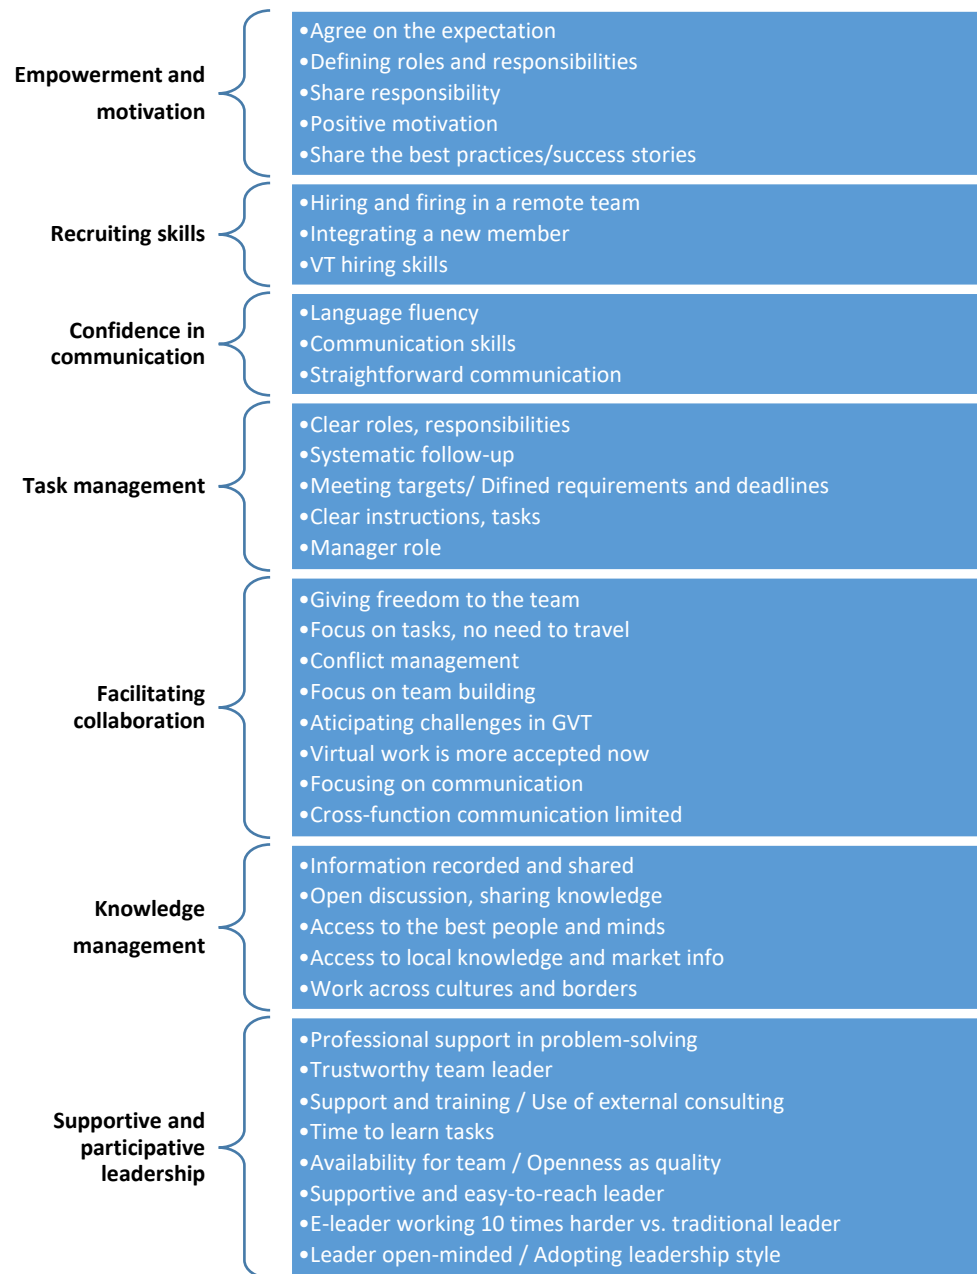 Empowerment and
motivation
•Agree on the expectation
•Defining roles and responsibilities
•Share responsibility
•Positive motivation
•Share the best practices/success stories
Recruiting skills
•Hiring and firing in a remote team
•Integrating a new member
•VT hiring skills
Confidence in
communication
•Language fluency
•Communication skills
•Straightforward communication
Task management
•Clear roles, responsibilities
•Systematic follow-up
•Meeting targets/ Difined requirements and deadlines
•Clear instructions, tasks
•Manager role
Facilitating
collaboration
•Giving freedom to the team
•Focus on tasks, no need to travel
•Conflict management
•Focus on team building
•Aticipating challenges in GVT
•Virtual work is more accepted now
•Focusing on communication
•Cross-function communication limited
Knowledge
management
•Information recorded and shared
•Open discussion, sharing knowledge
•Access to the best people and minds
•Access to local knowledge and market info
•Work across cultures and borders
Supportive and
participative
leadership
•Professional support in problem-solving
•Trustworthy team leader
•Support and training / Use of external consulting
•Time to learn tasks
•Availability for team / Openness as quality
•Supportive and easy-to-reach leader
•E-leader working 10 times harder vs. traditional leader
•Leader open-minded / Adopting leadership style